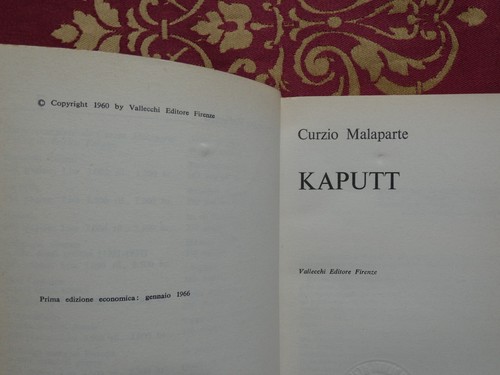 © Copyright 1960 by Vallecchi Editore Firenze
Prima edizione economica: gennaio 1966
Curzio Malaparte
KAPUTT
Vallecchi Editore Firenze